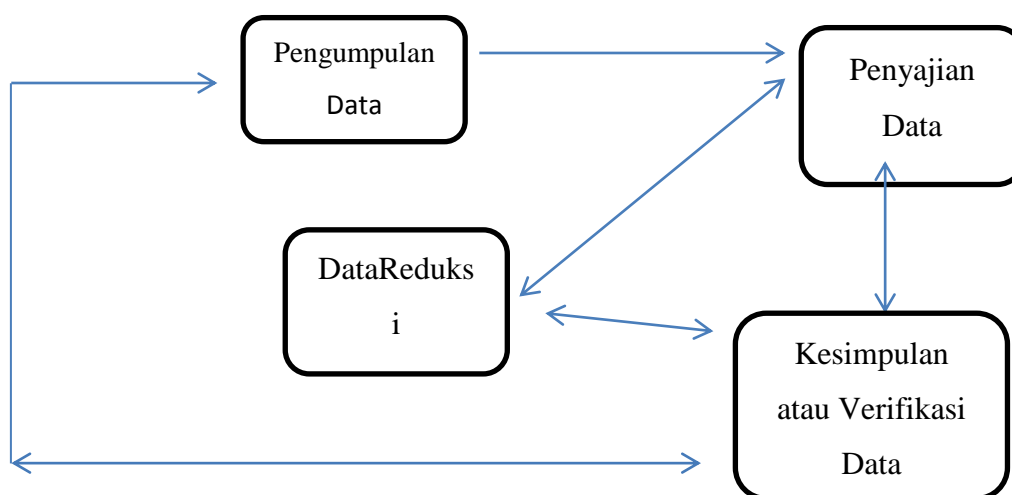 Pengumpulan
Data
Penyajian
Data
DataReduks
i
Kesimpulan
atau Verifikasi
Data